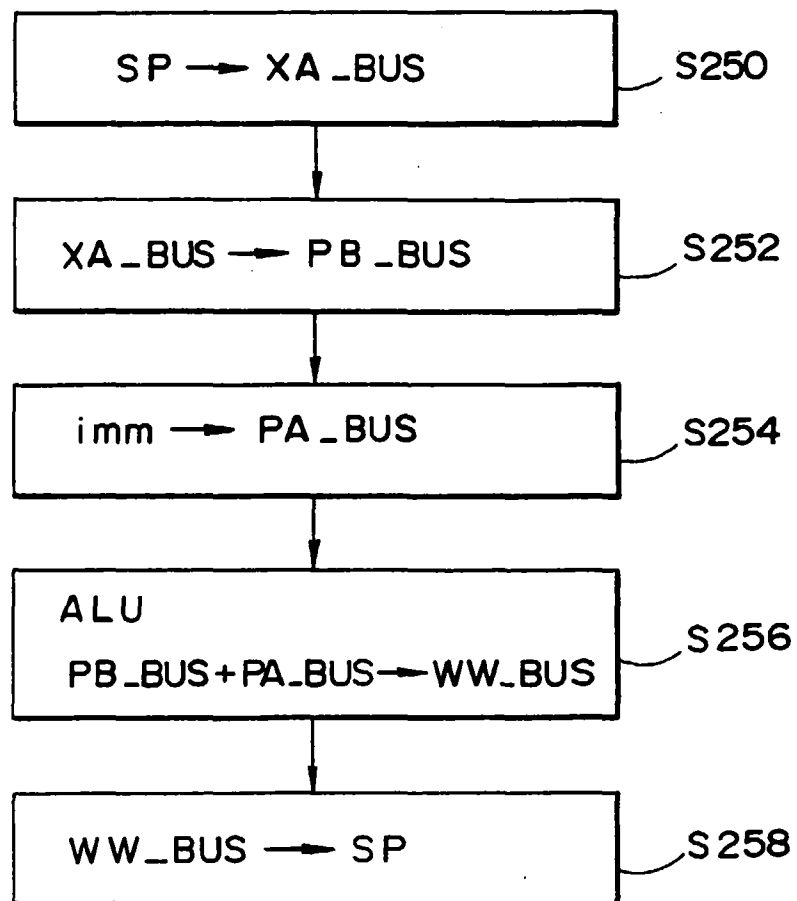 SP → XA_BUS S250
XA_BUS → PB_BUS S252
imm → PA_BUS S254
ALU
PB_BUS+PA_BUS → WW_BUS S256
WW_BUS → SP S258